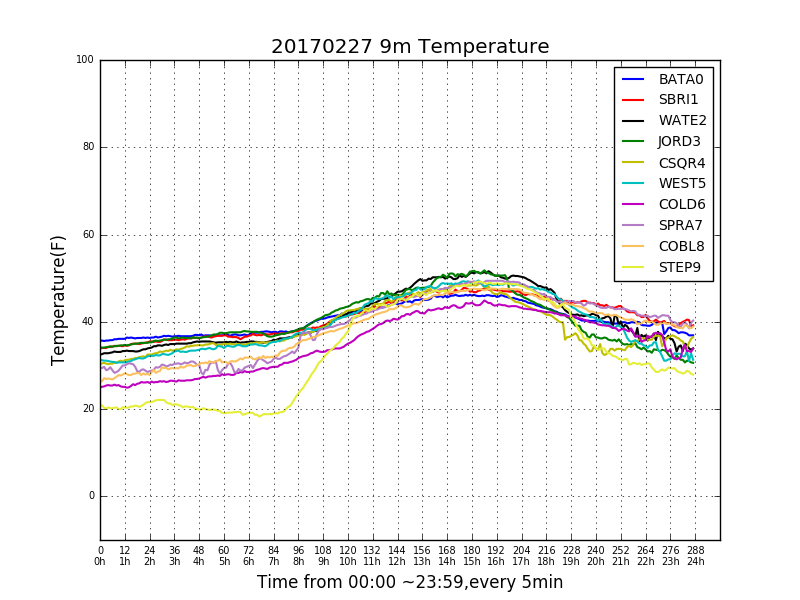 20170227 9m Temperature
100
80
60
40
20
0
Temperature(F)
BATA0
SBRI1
WATE2
JORD3
CSQR4
WEST5
COLD6
SPRA7
COBL8
STEP9
0 12 24 36 48 60 72 84 96 108 120 132 144 156 168 180 192 204 216 228 240 252 264 276 288
0h 1h 2h 3h 4h 5h 6h 7h 8h 9h 10h 11h 12h 13h 14h 15h 16h 17h 18h 19h 20h 21h 22h 23h 24h
Time from 00:00 ~23:59,every 5min